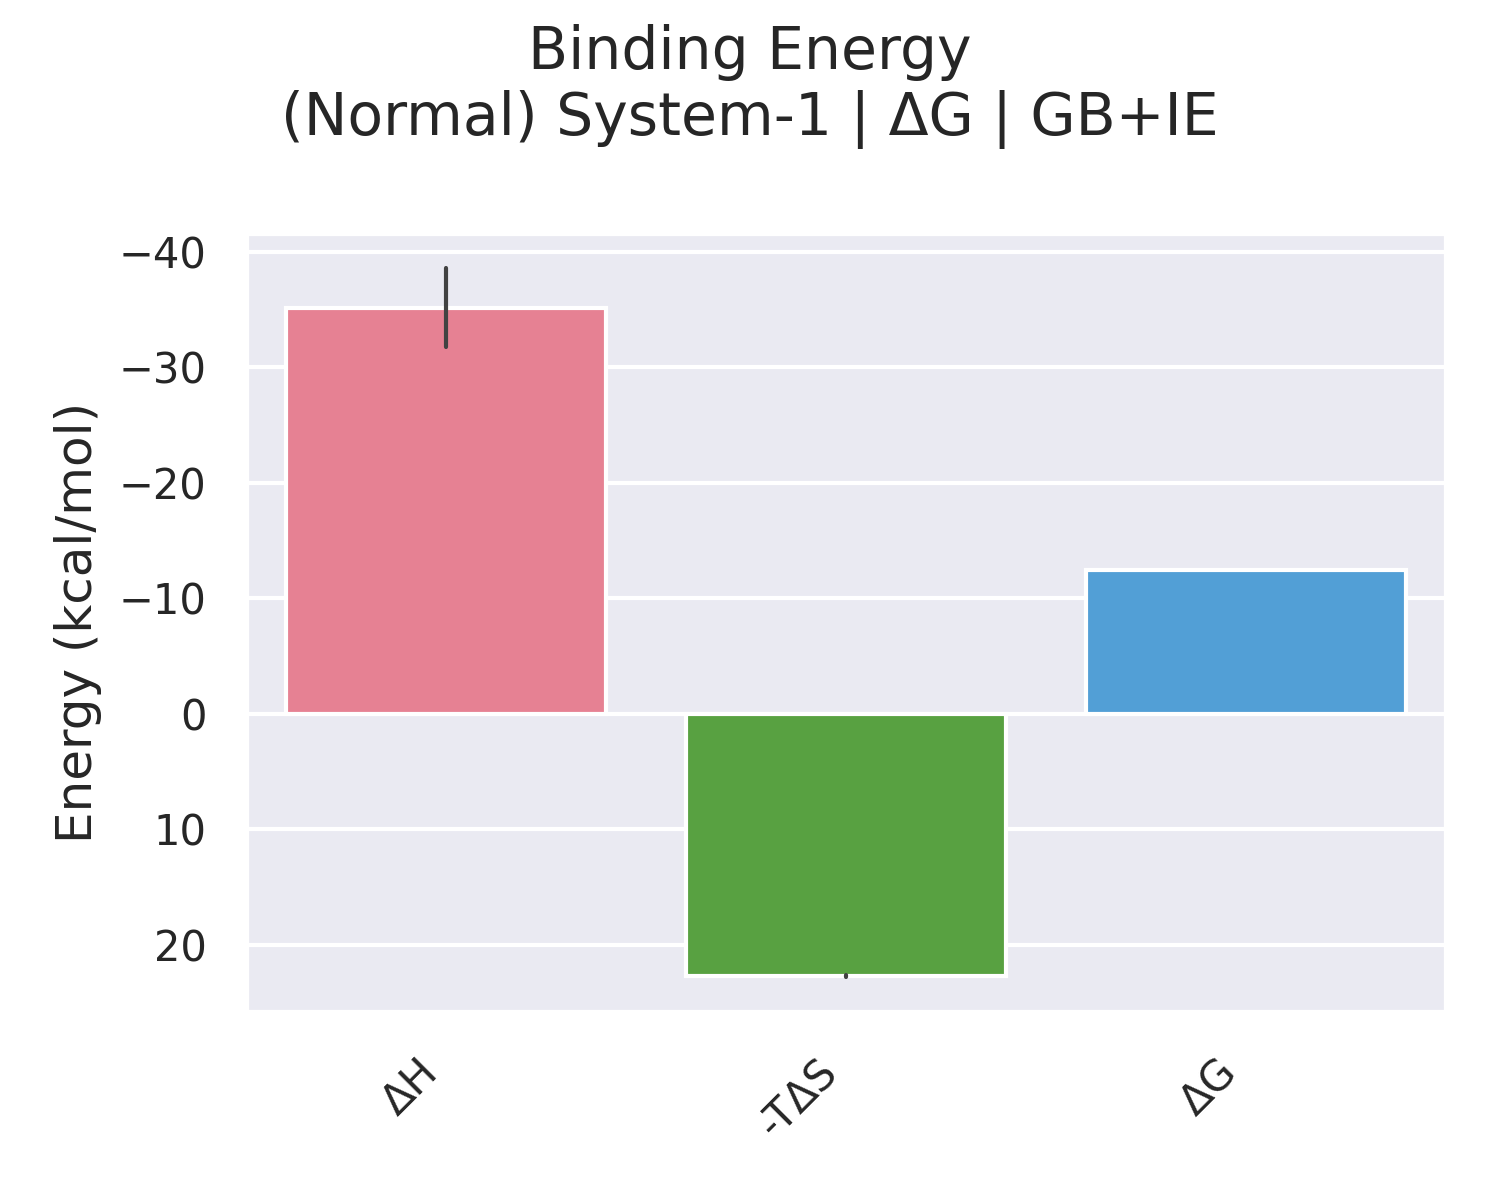 Binding Energy
(Normal) System-1 | ΔG | GB+IE
Energy (kcal/mol)
−40
−30
−20
−10
0
10
20
ΔH
-TΔS
ΔG